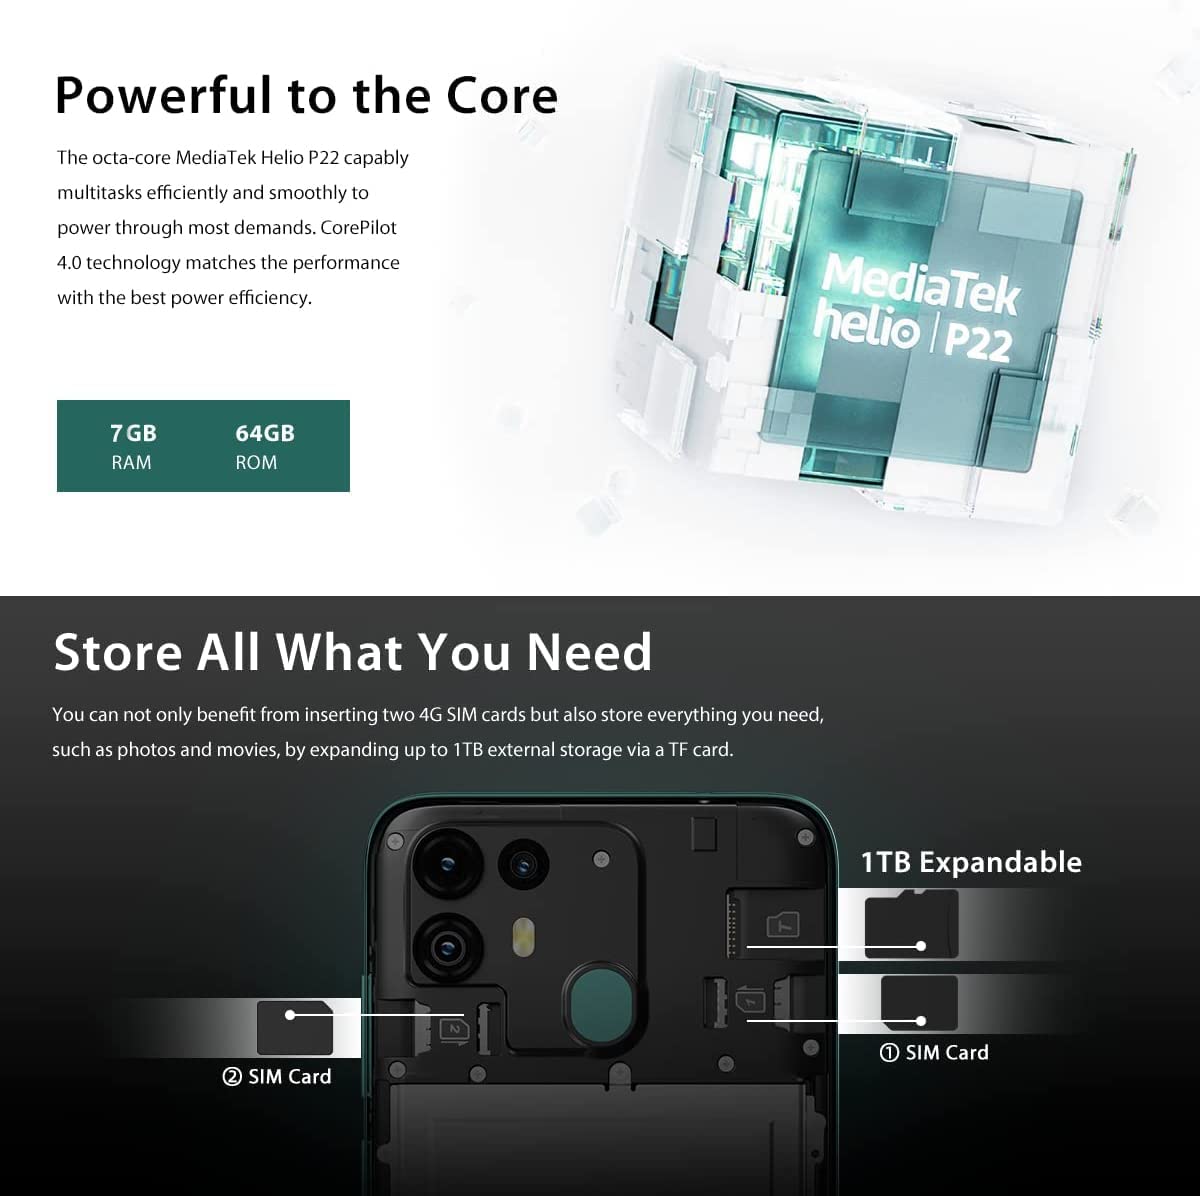 Powerful to the Core
The octa-core MediaTek Helio P22 capably
multitasks efficiently and smoothly to
power through most demands. CorePilot
4.0 technology matches the performance
with the best power efficiency.
7GB 64GB
RAM ROM
MediaTek
helio | P22
Store All What You Need
You can not only benefit from inserting two 4G SIM cards but also store everything you need,
such as photos and movies, by expanding up to 1TB external storage via a TF card.
1TB Expandable
T
1
2
① SIM Card
② SIM Card